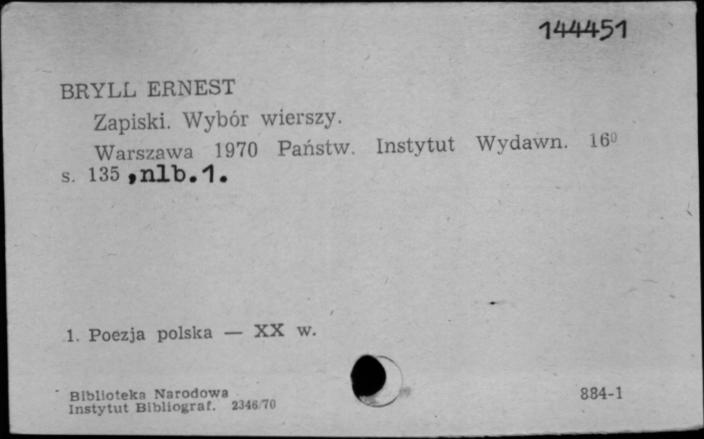 144451
BRYLL ERNEST
Zapiski. Wybór wierszy.
Warszawa 1970 Państw. Instytut Wydawn. 16⁰
s. 135 ,nlb.1.
1. Poezja polska — XX w.
Biblioteka Narodowa
Instytut Bibliograf. 2346/70
884-1